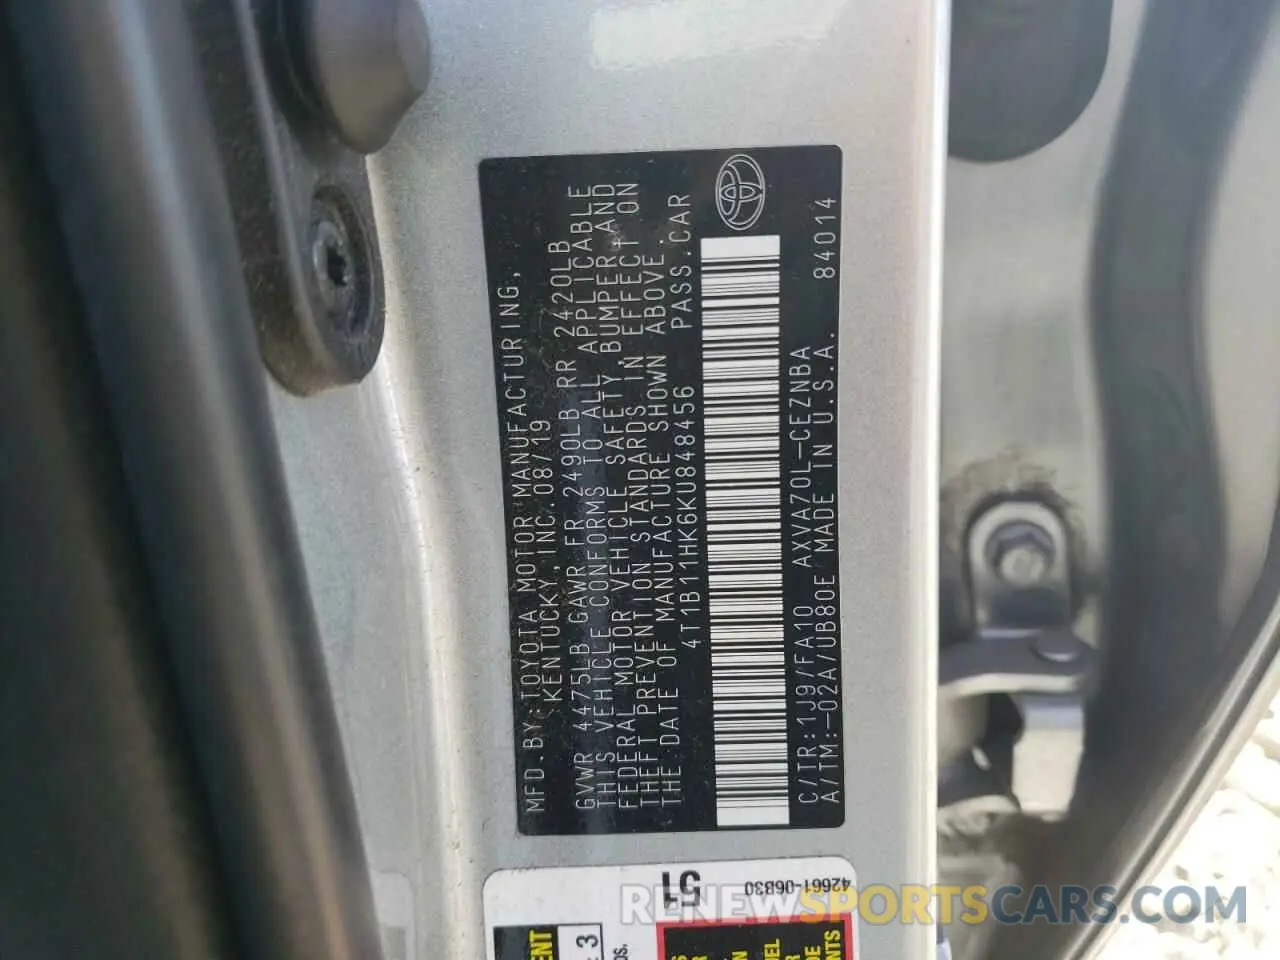 MFD.BY:TOYOTA MOTOR MANUFACTURING,
KENTUCKY,INC.08/19
GVWR 4475LB GAWR FR 2490LB RR 2420LB
THIS VEHICLE CONFORMS TO ALL APPLICABLE
FEDERAL MOTOR VEHICLE SAFETY,BUMPER,AND
THEFT PREVENTION STANDARDS IN EFFECT ON
THE DATE OF MANUFACTURE SHOWN ABOVE.
4T1B11HK6KU848456 PASS.CAR
C/TR:1J9/FA10 AXVA70L-CEZNBA
A/TM:-02A/UB80E MADE IN U.S.A. 84014
42661-06B30
51
3
RENEWSPORTSCARS.COM